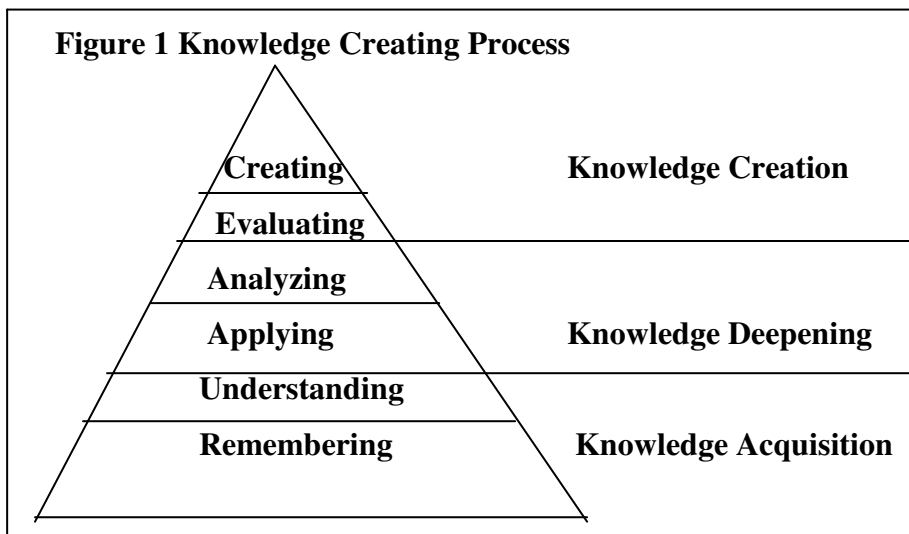 Figure 1 Knowledge Creating Process
Creating
Knowledge Creation
Evaluating
Analyzing
Applying
Knowledge Deepening
Understanding
Remembering
Knowledge Acquisition